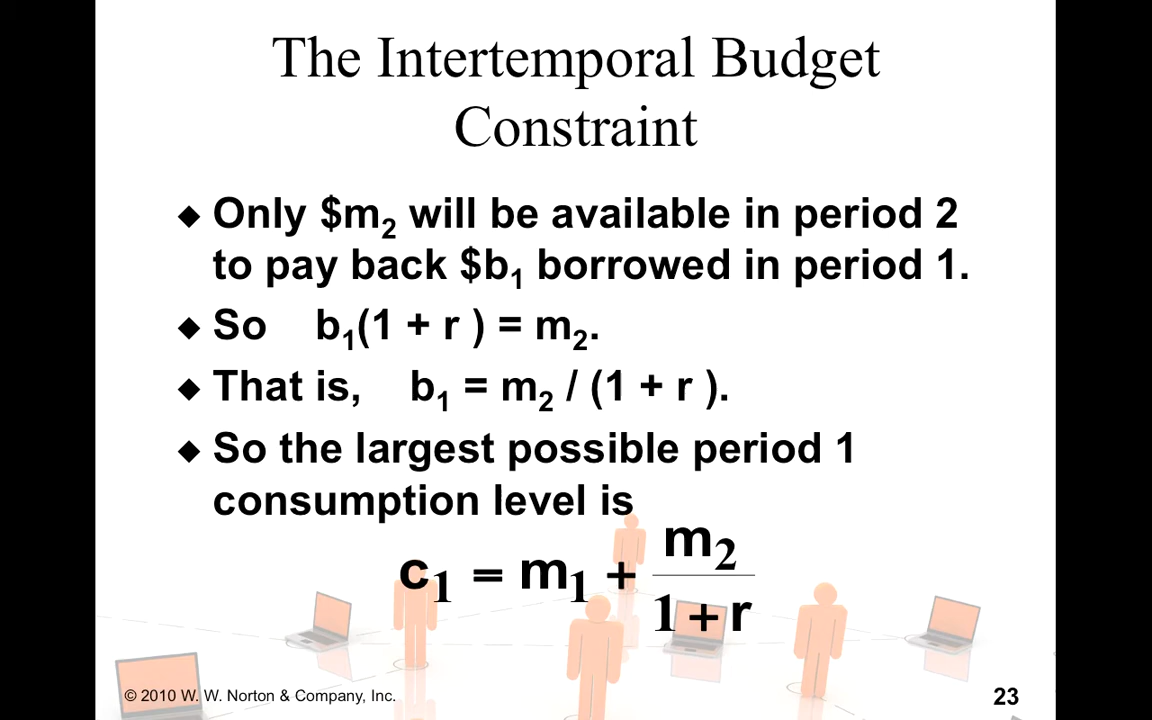 The Intertemporal Budget
Constraint
◆ Only $m₂ will be available in period 2
to pay back $b₁ borrowed in period 1.
◆ So b₁(1 + r ) = m₂.
◆ That is, b₁ = m₂ / (1 + r ).
◆ So the largest possible period 1
consumption level is
c₁ = m₁ + m₂ / 1 + r
© 2010 W. W. Norton & Company, Inc.
23